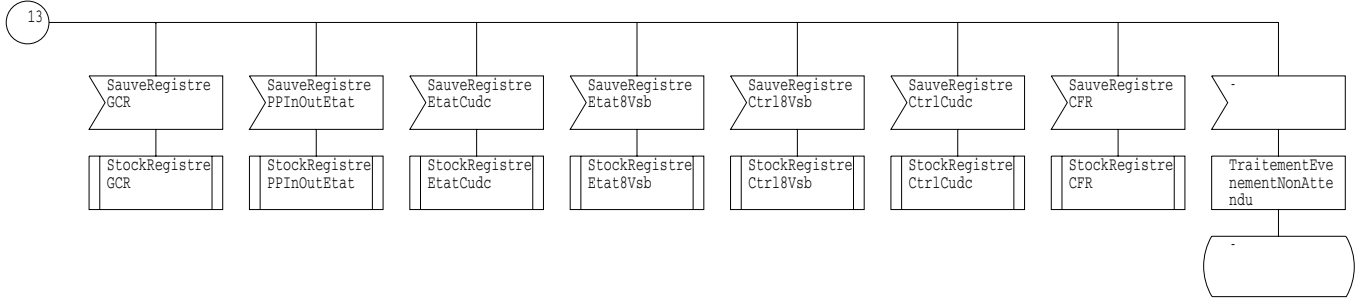 13
SauveRegistre
GCR
SauveRegistre
PPInOutEtat
SauveRegistre
EtatCudc
SauveRegistre
Etat8Vsb
SauveRegistre
Ctrl8Vsb
SauveRegistre
CtrlCudc
SauveRegistre
CFR
-
StockRegistre
GCR
StockRegistre
PPInOutEtat
StockRegistre
EtatCudc
StockRegistre
Etat8Vsb
StockRegistre
Ctrl8Vsb
StockRegistre
CtrlCudc
StockRegistre
CFR
TraitementEve
nementNonAtte
ndu
-